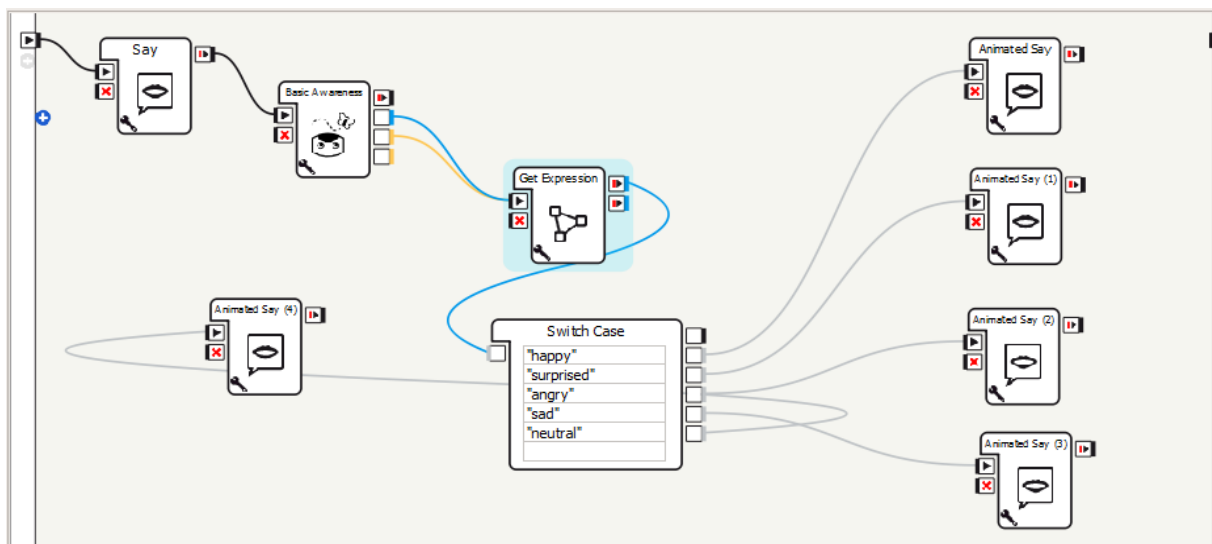 Say
Basic Awareness
Get Expression
Animated Say
Animated Say (1)
Animated Say (4)
Switch Case
"happy"
"surprised"
"angry"
"sad"
"neutral"
Animated Say (2)
Animated Say (3)